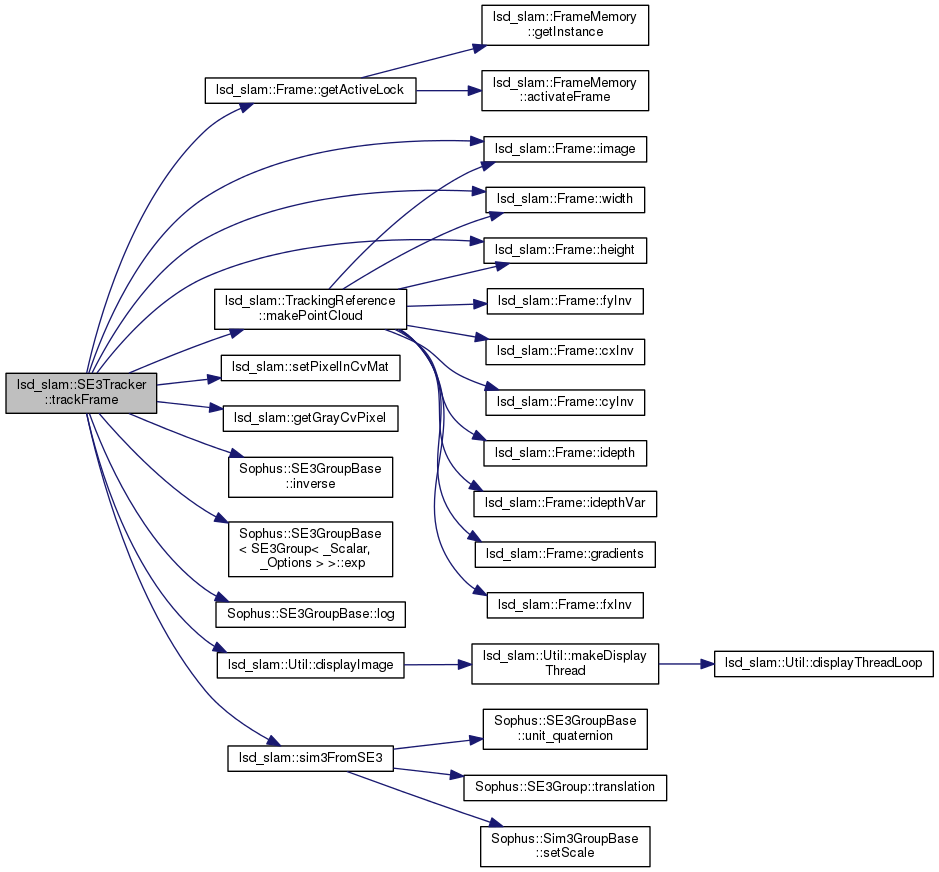 lsd_slam::SE3Tracker
::trackFrame
lsd_slam::Frame::getActiveLock
lsd_slam::FrameMemory
::getInstance
lsd_slam::FrameMemory
::activateFrame
lsd_slam::Frame::image
lsd_slam::Frame::width
lsd_slam::Frame::height
lsd_slam::TrackingReference
::makePointCloud
lsd_slam::Frame::fyInv
lsd_slam::Frame::cxInv
lsd_slam::Frame::cyInv
lsd_slam::Frame::idepth
lsd_slam::Frame::idepthVar
lsd_slam::Frame::gradients
lsd_slam::Frame::fxInv
lsd_slam::setPixelInCvMat
lsd_slam::getGrayCvPixel
Sophus::SE3GroupBase
::inverse
Sophus::SE3GroupBase
< SE3Group< _Scalar,
_Options > >::exp
Sophus::SE3GroupBase::log
lsd_slam::Util::displayImage
lsd_slam::Util::makeDisplay
Thread
lsd_slam::Util::displayThreadLoop
lsd_slam::sim3FromSE3
Sophus::SE3GroupBase
::unit_quaternion
Sophus::SE3Group::translation
Sophus::Sim3GroupBase
::setScale